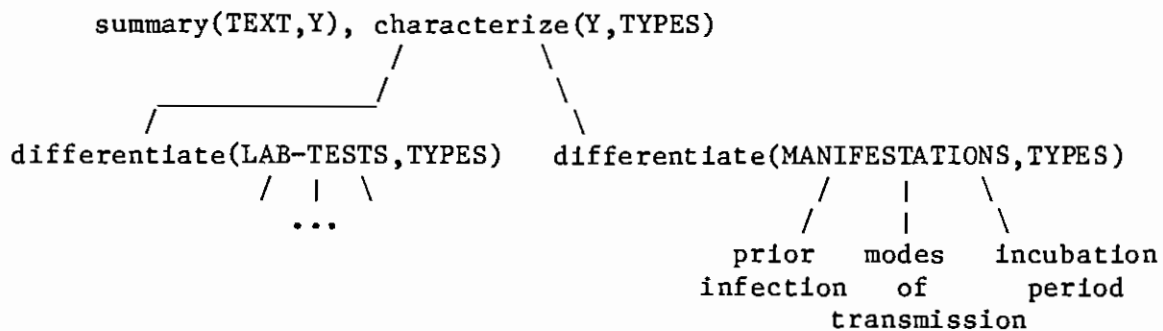 summary(TEXT,Y), characterize(Y,TYPES)
differentiate(LAB-TESTS,TYPES) differentiate(MANIFESTATIONS,TYPES)
...
prior modes incubation
infection of period
transmission